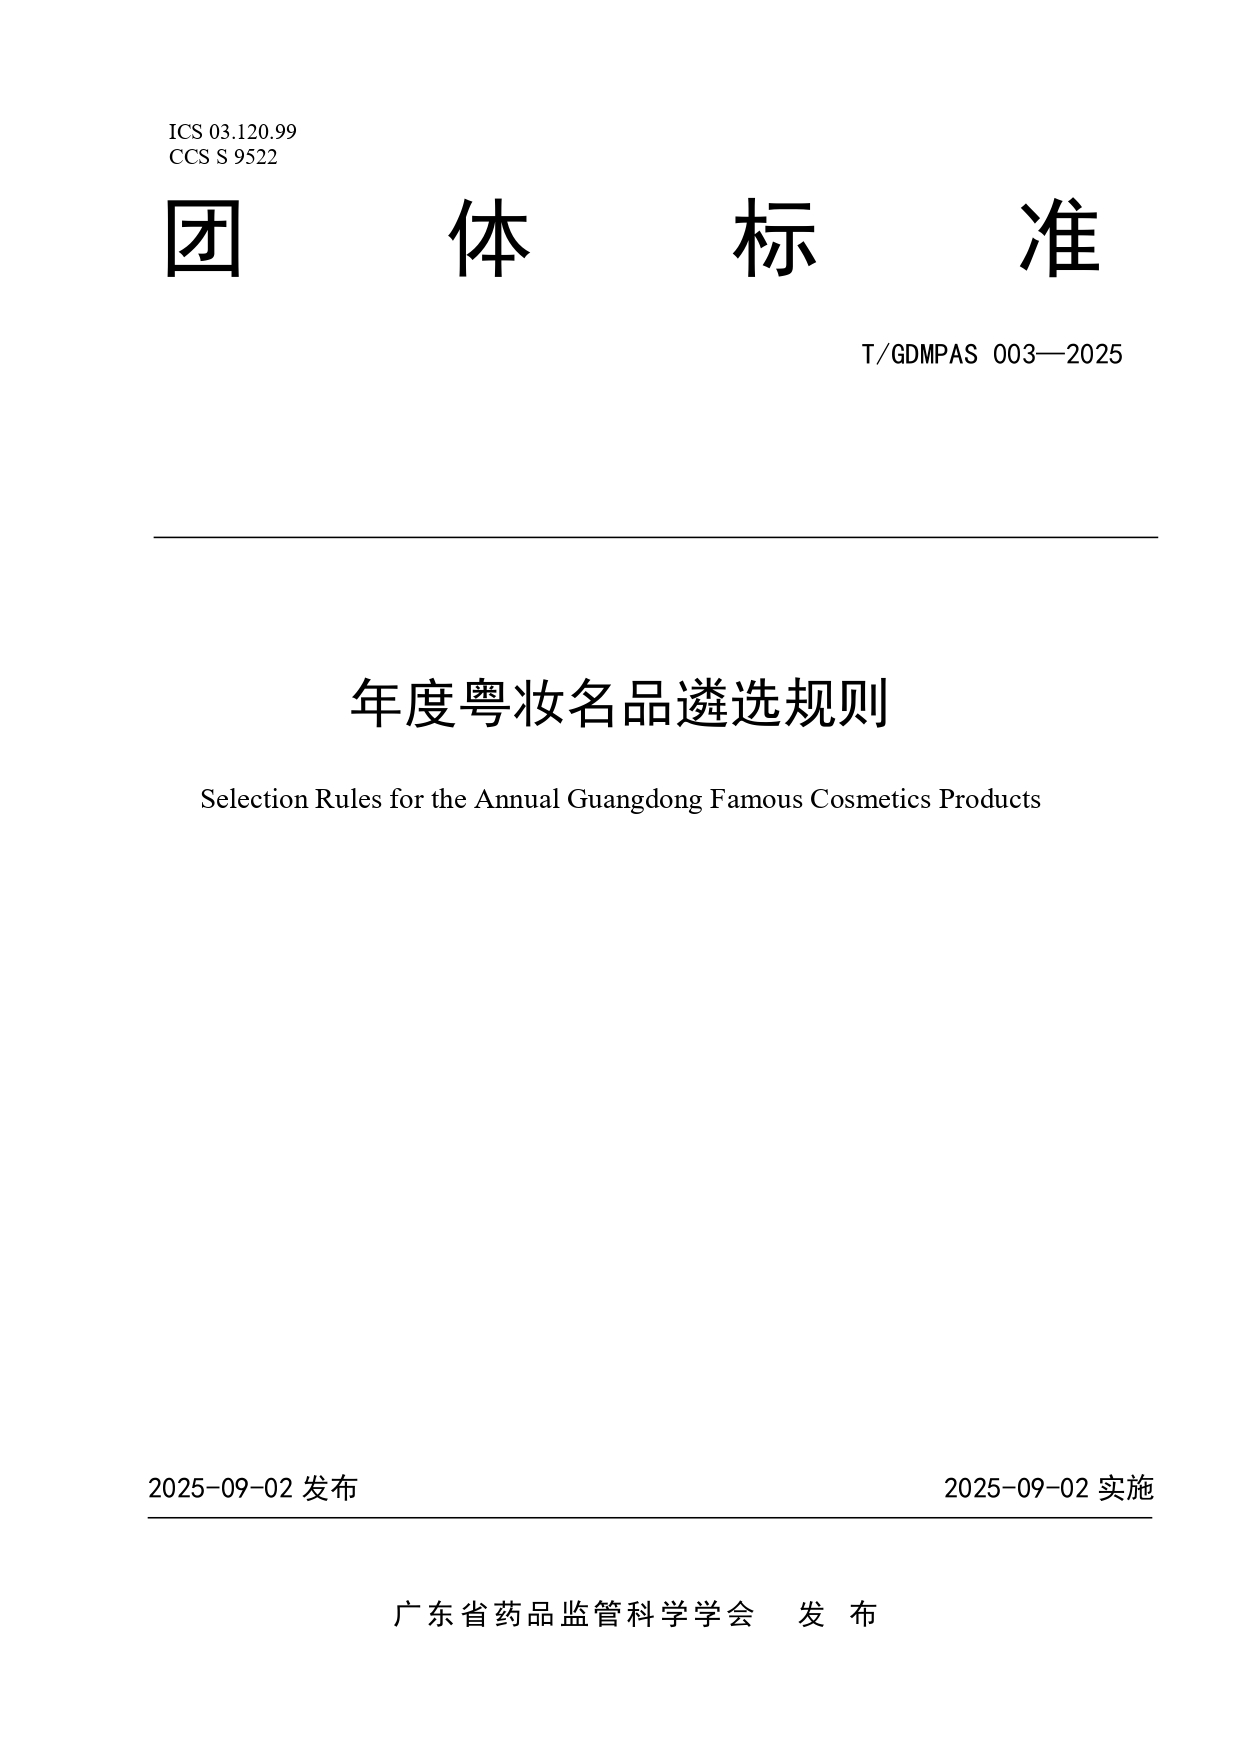 ICS 03.120.99
CCS S 9522
团 体 标 准
T/GDMPAS 003—2025
年度粤妆名品遴选规则
Selection Rules for the Annual Guangdong Famous Cosmetics Products
2025-09-02 发布 2025-09-02 实施
广东省药品监管科学学会 发 布